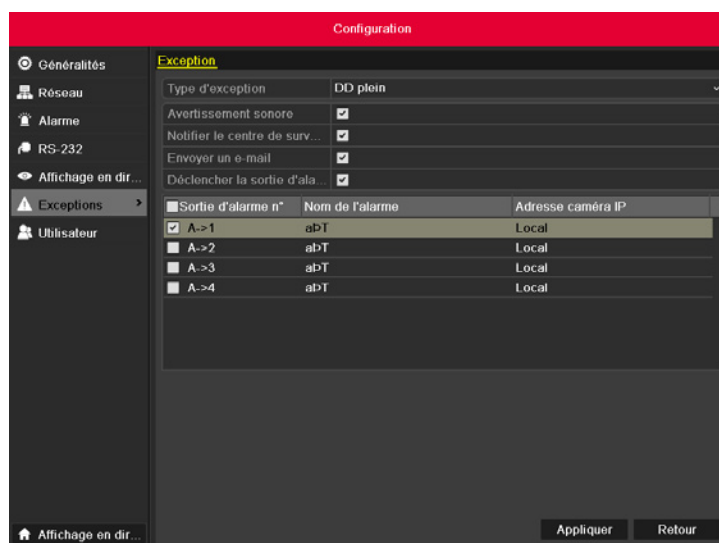 Configuration
Généralités
Réseau
Alarme
RS-232
Affichage en dir...
Exceptions
Utilisateur
Affichage en dir...
Exception
Type d'exception DD plein
Avertissement sonore
Notifier le centre de surv...
Envoyer un e-mail
Déclencher la sortie d'ala...
Sortie d'alarme n° Nom de l'alarme Adresse caméra IP
A->1 aÞT Local
A->2 aÞT Local
A->3 aÞT Local
A->4 aÞT Local
Appliquer Retour